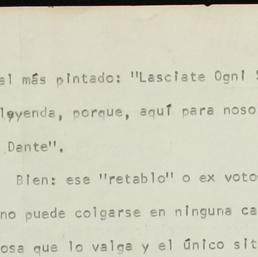 al más pintado: "Lasciate Ogni S
leyenda, porque, aquí para noso
Dante".
Bien: ese "retablo" o ex voto
no puede colgarse en ninguna ca
osa que lo valga y el único sit